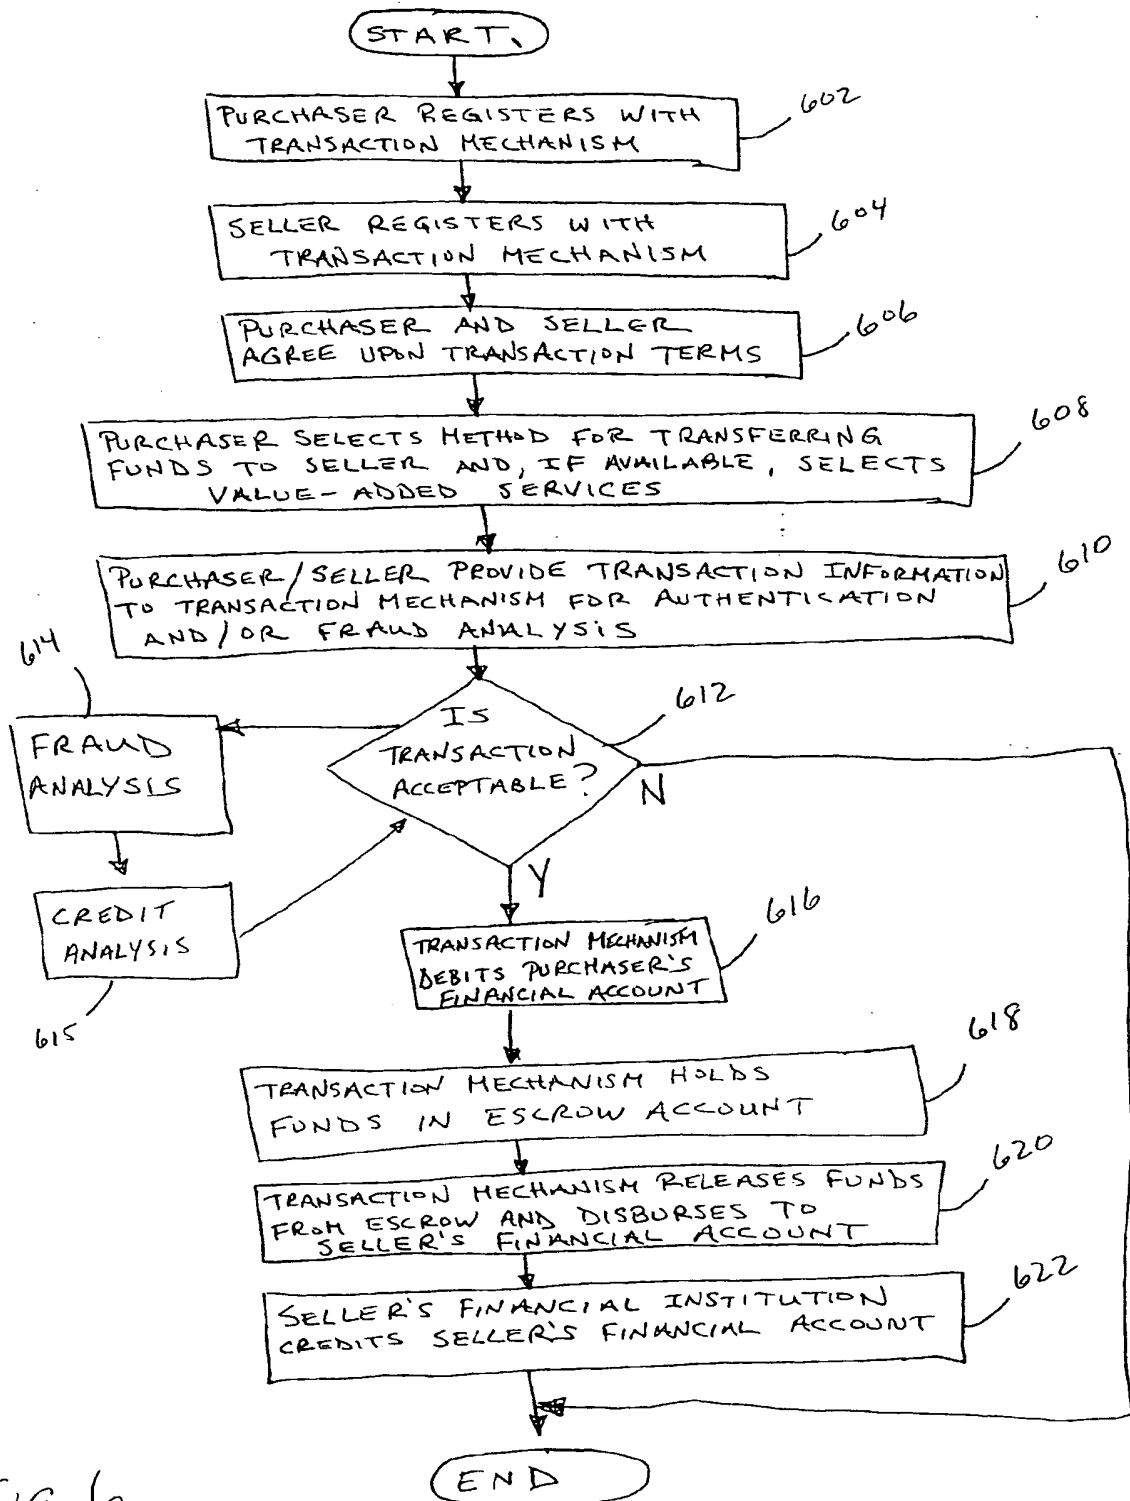 START.
PURCHASER REGISTERS WITH
TRANSACTION MECHANISM
602
SELLER REGISTERS WITH
TRANSACTION MECHANISM
604
PURCHASER AND SELLER
AGREE UPON TRANSACTION TERMS
606
PURCHASER SELECTS METHOD FOR TRANSFERRING
FUNDS TO SELLER AND, IF AVAILABLE, SELECTS
VALUE-ADDED SERVICES
608
PURCHASER/SELLER PROVIDE TRANSACTION INFORMATION
TO TRANSACTION MECHANISM FOR AUTHENTICATION
AND/OR FRAUD ANALYSIS
610
614
FRAUD
ANALYSIS
IS
TRANSACTION
ACCEPTABLE?
612
N
Y
CREDIT
ANALYSIS
615
TRANSACTION MECHANISM
DEBITS PURCHASER'S
FINANCIAL ACCOUNT
616
TRANSACTION MECHANISM HOLDS
FUNDS IN ESCROW ACCOUNT
618
TRANSACTION MECHANISM RELEASES FUNDS
FROM ESCROW AND DISBURSES TO
SELLER'S FINANCIAL ACCOUNT
620
SELLER'S FINANCIAL INSTITUTION
CREDITS SELLER'S FINANCIAL ACCOUNT
622
END